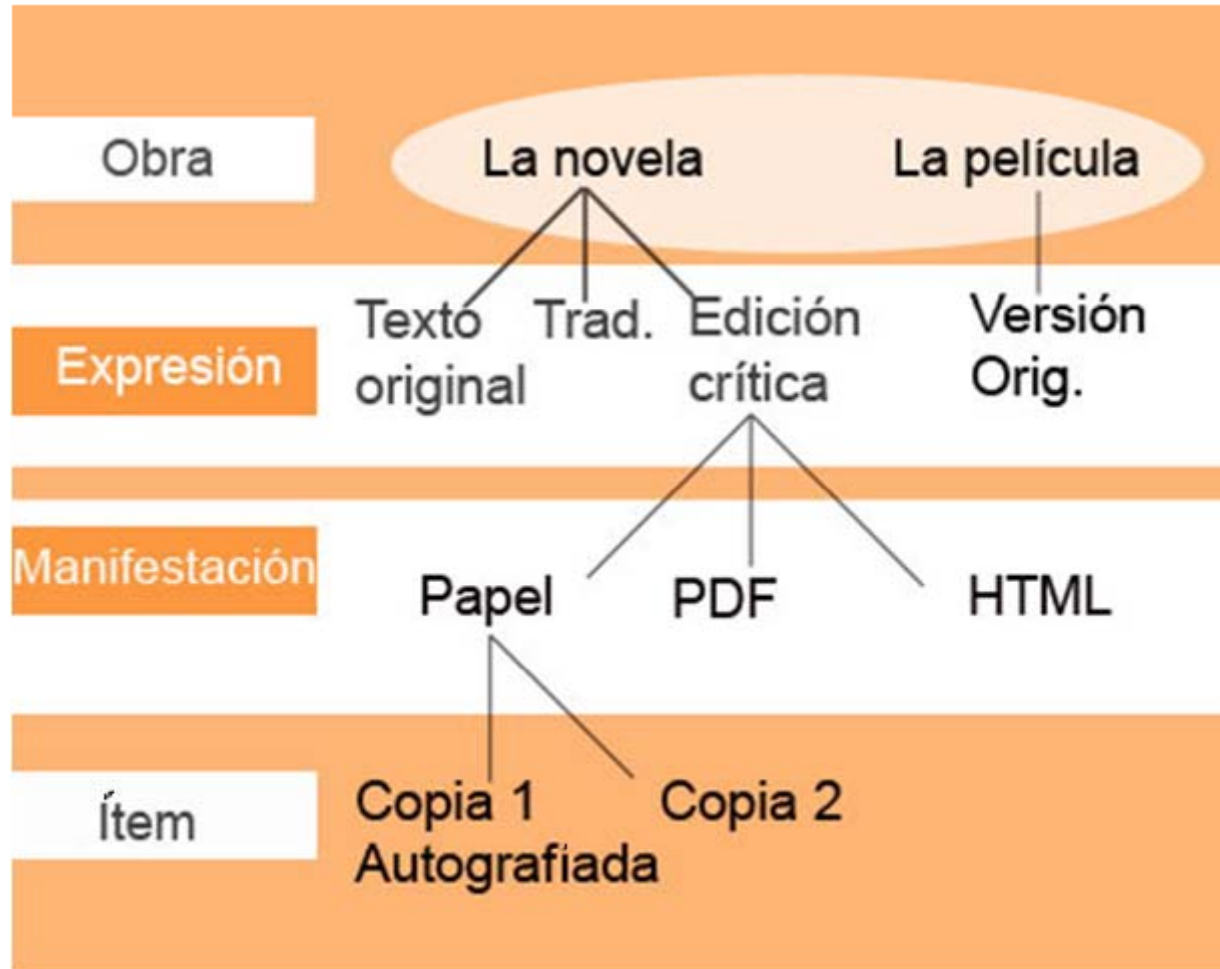 Obra
La novela
La película
Expresión
Texto
original
Trad.
Edición
crítica
Versión
Orig.
Manifestación
Papel
PDF
HTML
Ítem
Copia 1
Autografiada
Copia 2